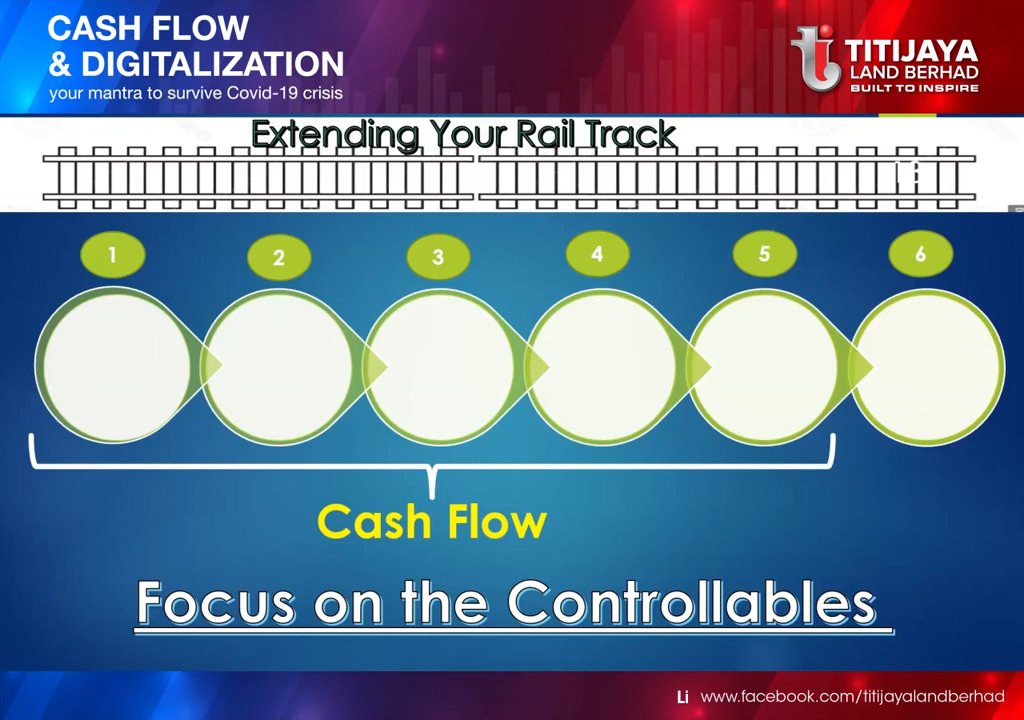 CASH FLOW
& DIGITALIZATION
your mantra to survive Covid-19 crisis
TITIJAYA
LAND BERHAD
BUILT TO INSPIRE
Extending Your Rail Track
1
2
3
4
5
6
Cash Flow
Focus on the Controllables
Li www.facebook.com/titijayalandberhad